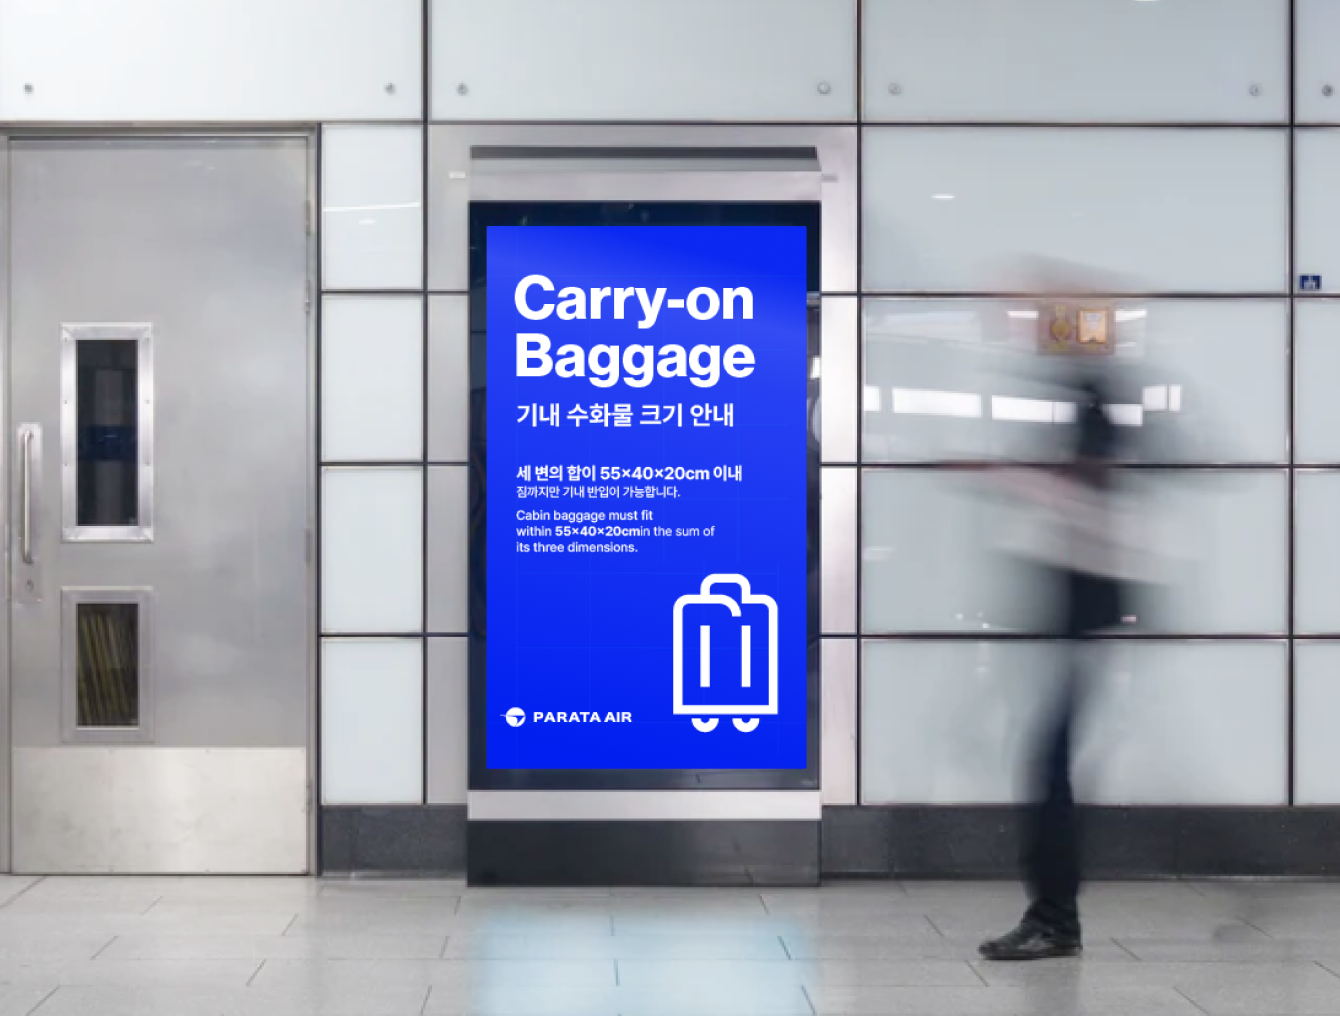 Carry-on
Baggage
기내 수화물 크기 안내
세 변의 합이 55×40×20cm 이내
짐까지만 기내 반입이 가능합니다.
Cabin baggage must fit
within 55×40×20cmin the sum of
its three dimensions.
PARATA AIR